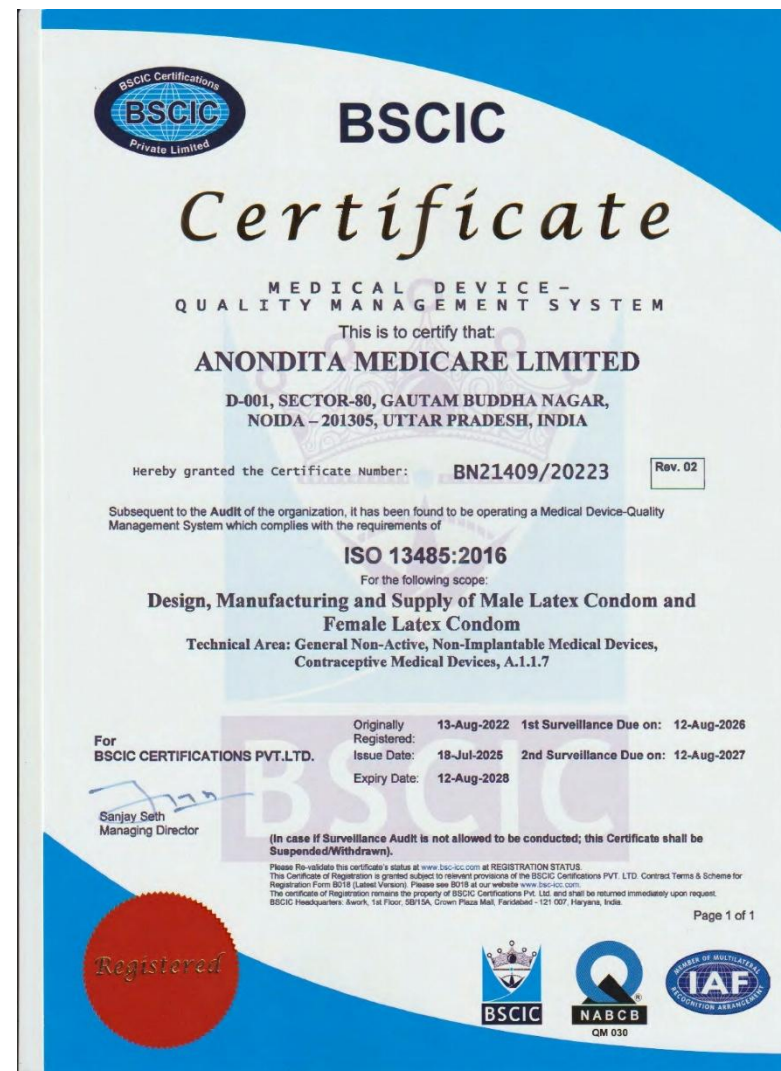 BSCIC Certifications
BSCIC
Private Limited
BSCIC
Certificate
MEDICAL DEVICE–
QUALITY MANAGEMENT SYSTEM
This is to certify that:
ANONDITA MEDICARE LIMITED
D-001, SECTOR-80, GAUTAM BUDDHA NAGAR,
NOIDA – 201305, UTTAR PRADESH, INDIA
Hereby granted the Certificate Number: BN21409/20223 Rev. 02
Subsequent to the Audit of the organization, it has been found to be operating a Medical Device-Quality
Management System which complies with the requirements of
ISO 13485:2016
For the following scope:
Design, Manufacturing and Supply of Male Latex Condom and
Female Latex Condom
Technical Area: General Non-Active, Non-Implantable Medical Devices,
Contraceptive Medical Devices, A.1.1.7
BSCIC
For
BSCIC CERTIFICATIONS PVT.LTD.
Originally Registered: 13-Aug-2022 1st Surveillance Due on: 12-Aug-2026
Issue Date: 18-Jul-2025 2nd Surveillance Due on: 12-Aug-2027
Expiry Date: 12-Aug-2028
Sanjay Seth
Managing Director
(In case if Surveillance Audit is not allowed to be conducted; this Certificate shall be
Suspended/Withdrawn).
Please Re-validate this certificate's status at www.bsc-icc.com at REGISTRATION STATUS.
This Certificate of Registration is granted subject to relevant provisions of the BSCIC Certifications PVT. LTD. Contract Terms & Scheme for
Registration Form B018 (Latest Version). Please see B018 at our website www.bsc-icc.com.
The certificate of Registration remains the property of BSCIC Certifications Pvt. Ltd. and shall be returned immediately upon request.
BSCIC Headquarters: &work, 1st Floor, 5B/15A, Crown Plaza Mall, Faridabad - 121 007, Haryana, India.
Page 1 of 1
Registered
BSCIC
NABCB
QM 030
MEMBER OF MULTILATERAL
IAF
RECOGNITION ARRANGEMENT